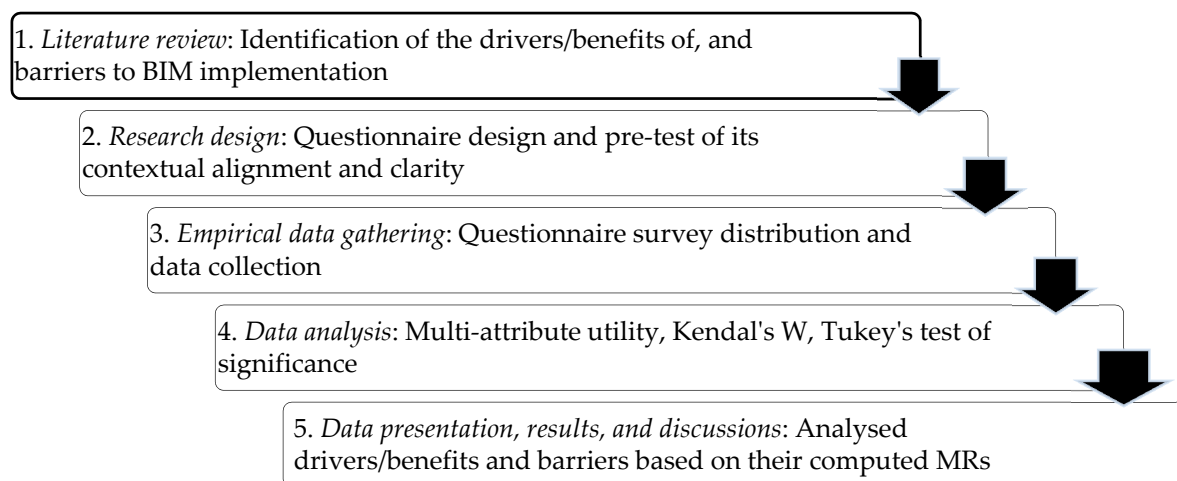 1. Literature review: Identification of the drivers/benefits of, and
barriers to BIM implementation
2. Research design: Questionnaire design and pre-test of its
contextual alignment and clarity
3. Empirical data gathering: Questionnaire survey distribution and
data collection
4. Data analysis: Multi-attribute utility, Kendal's W, Tukey's test of
significance
5. Data presentation, results, and discussions: Analysed
drivers/benefits and barriers based on their computed MRs